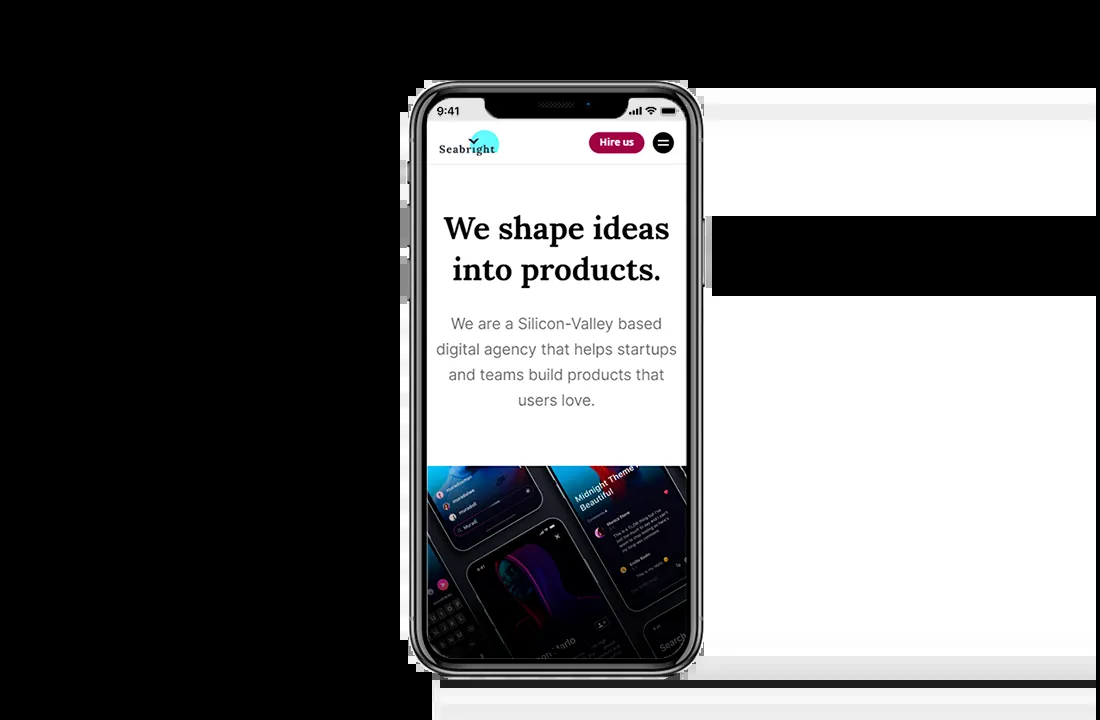 9:41
Seabright
Hire us
We shape ideas
into products.
We are a Silicon-Valley based
digital agency that helps startups
and teams build products that
users love.
Midnight Theme
Beautiful
Search